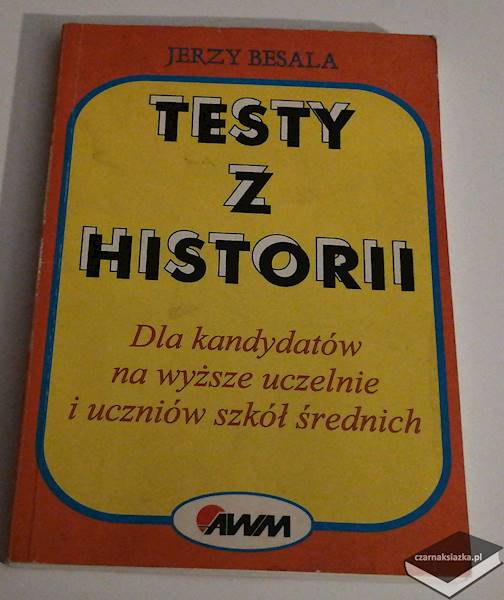 JERZY BESALA
TESTY
Z
HISTORII
Dla kandydatów
na wyższe uczelnie
i uczniów szkół średnich
AWM
czarnaksiazka.pl